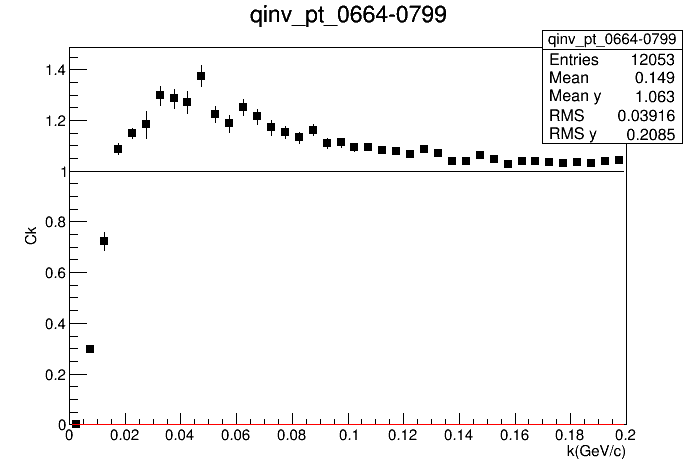 qinv_pt_0664-0799
qinv_pt_0664-0799
Entries 12053
Mean 0.149
Mean y 1.063
RMS 0.03916
RMS y 0.2085
1.4
1.2
1
0.8
0.6
0.4
0.2
0
Ck
0 0.02 0.04 0.06 0.08 0.1 0.12 0.14 0.16 0.18 0.2
k(GeV/c)